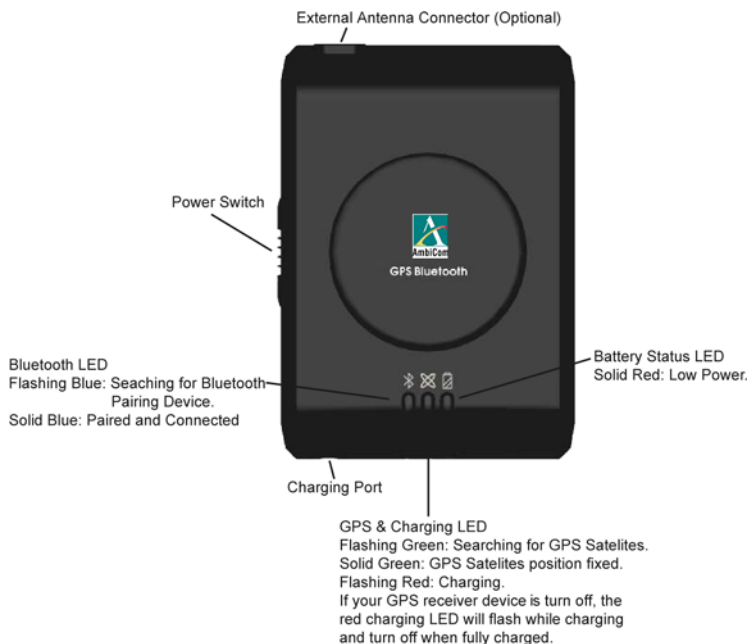 External Antenna Connector (Optional)
Power Switch
AmbiCom
GPS Bluetooth
Bluetooth LED
Flashing Blue: Seaching for Bluetooth
Pairing Device.
Solid Blue: Paired and Connected
Battery Status LED
Solid Red: Low Power.
Charging Port
GPS & Charging LED
Flashing Green: Searching for GPS Satelites.
Solid Green: GPS Satelites position fixed.
Flashing Red: Charging.
If your GPS receiver device is turn off, the
red charging LED will flash while charging
and turn off when fully charged.